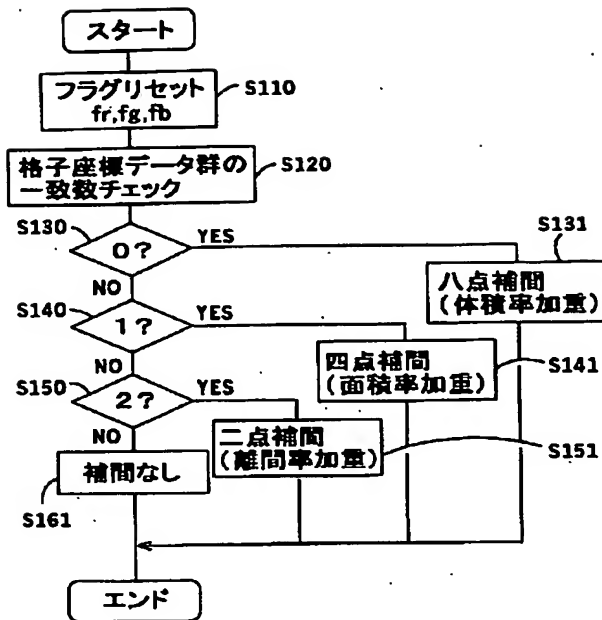 スタート
フラグリセット
fr,fg,fb
S110
格子座標データ群の
一致数チェック
S120
S130
0?
YES
NO
S131
八点補間
(体積率加重)
S140
1?
YES
NO
四点補間
(面積率加重)
S141
S150
2?
YES
NO
二点補間
(離間率加重)
S151
補間なし
S161
エンド